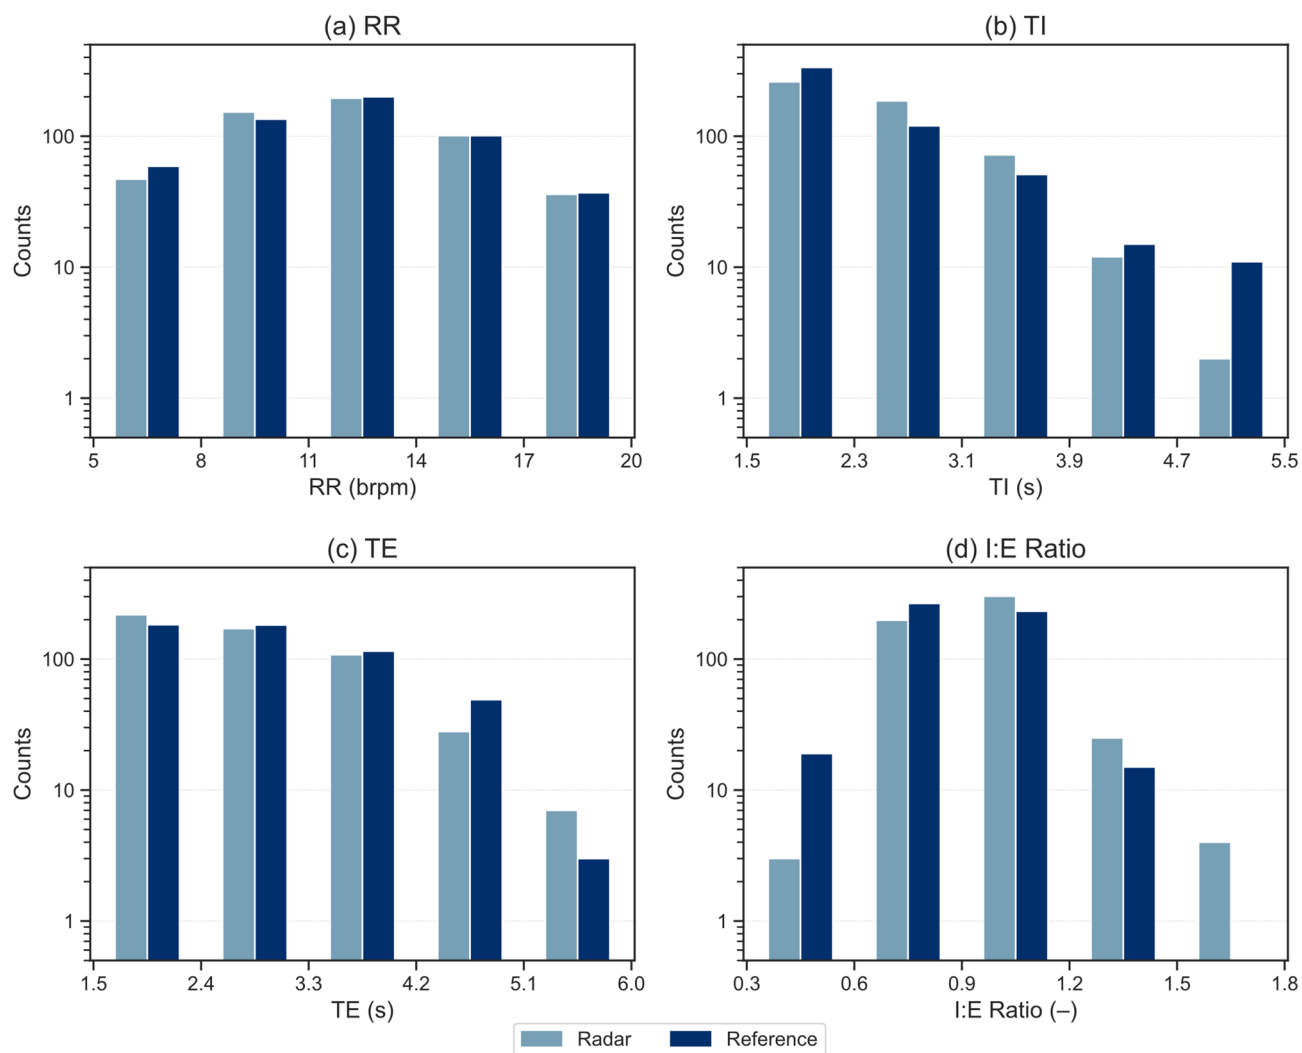 (a) RR
(b) TI
Counts
100
10
1
5 8 11 14 17 20
RR (brpm)
Counts
100
10
1
1.5 2.3 3.1 3.9 4.7 5.5
TI (s)
(c) TE
(d) I:E Ratio
Counts
100
10
1
1.5 2.4 3.3 4.2 5.1 6.0
TE (s)
Counts
100
10
1
0.3 0.6 0.9 1.2 1.5 1.8
I:E Ratio (–)
Radar
Reference